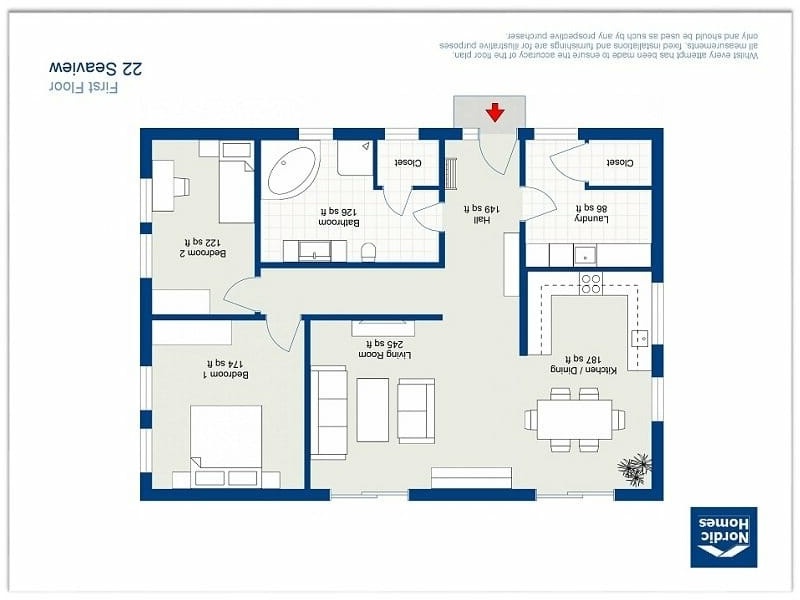 Nordic
Homes
Kitchen / Dining
187 sq ft
Living Room
245 sq ft
Bedroom 1
174 sq ft
Laundry
86 sq ft
Hall
149 sq ft
Bathroom
126 sq ft
Bedroom 2
122 sq ft
Closet
Closet
First Floor
22 Seaview
Whilst every attempt has been made to ensure the accuracy of the floor plan,
all measurements, fixed installations and furnishings are for illustrative purposes
only and should be used as such by any prospective purchaser.